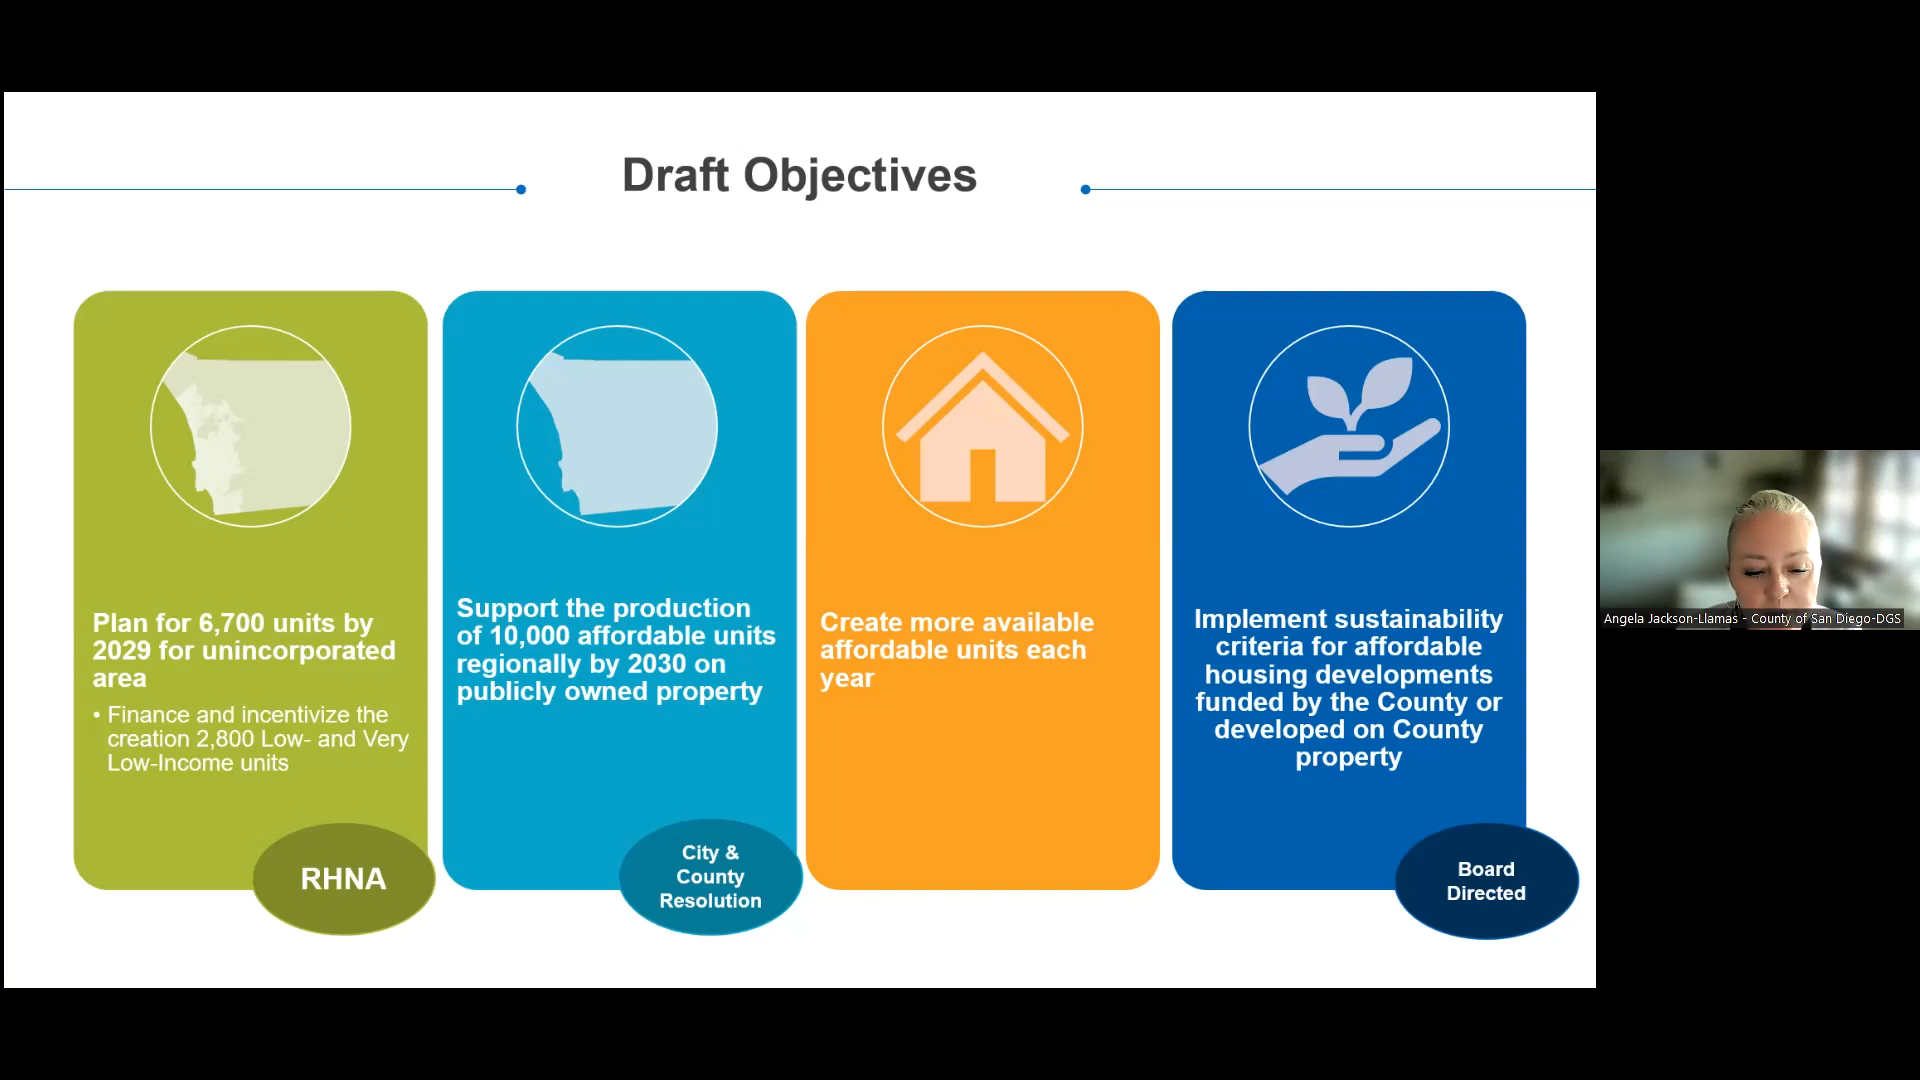 Draft Objectives
Plan for 6,700 units by
2029 for unincorporated
area
• Finance and incentivize the
creation 2,800 Low- and Very
Low-Income units
RHNA
Support the production
of 10,000 affordable units
regionally by 2030 on
publicly owned property
City &
County
Resolution
Create more available
affordable units each
year
Implement sustainability
criteria for affordable
housing developments
funded by the County or
developed on County
property
Board
Directed
Angela Jackson-Llamas - County of San Diego-DGS